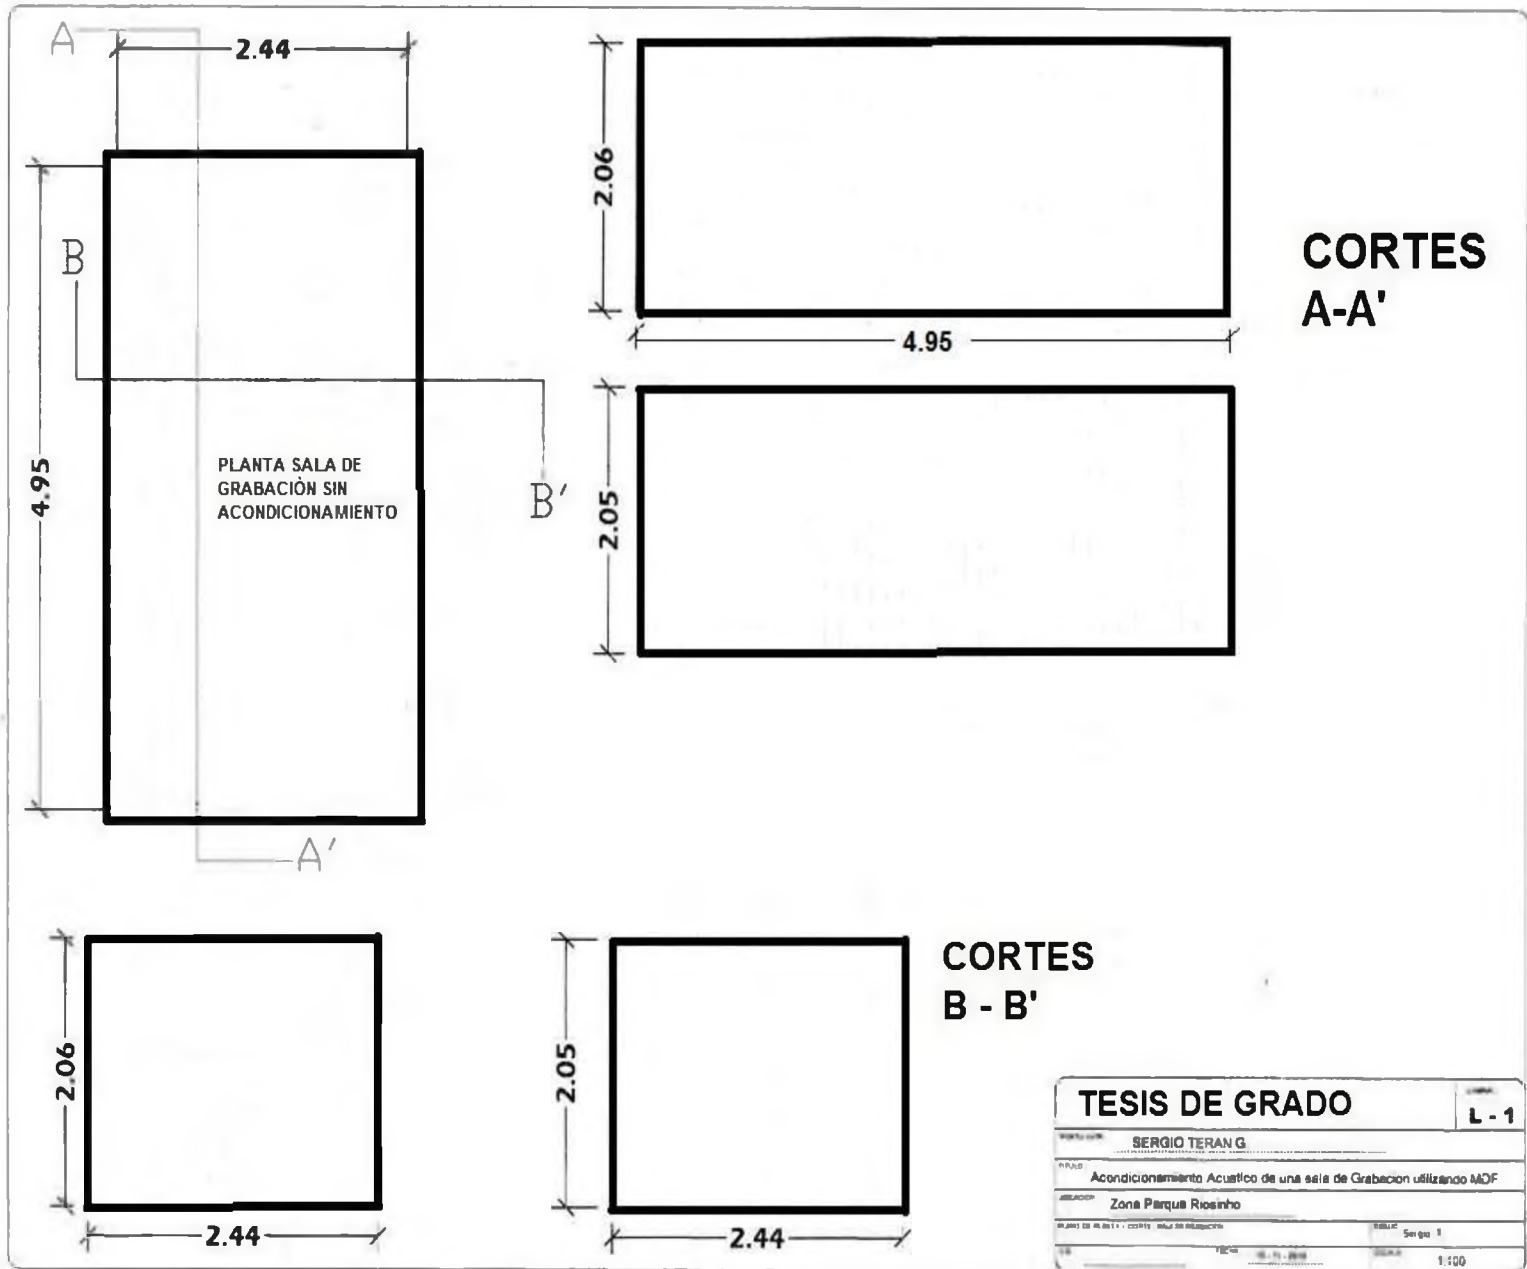 A
2.44
B
4.95
PLANTA SALA DE
GRABACIÒN SIN
ACONDICIONAMIENTO
B'
A'
2.06
4.95
CORTES
A-A'
2.05
2.06
2.44
2.05
2.44
CORTES
B - B'
TESIS DE GRADO
L - 1
SERGIO TERAN G
Acondicionamiento Acustico de una sala de Grabacion utilizando MDF
Zona Parque Riosinho
1:100